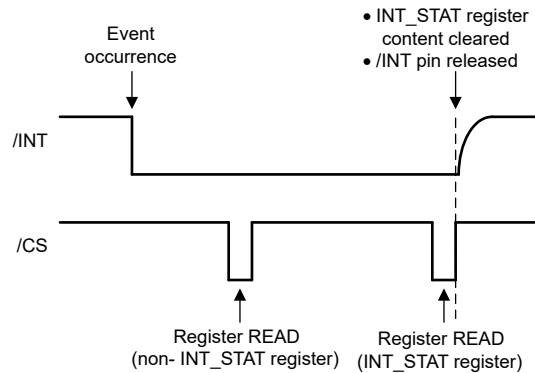 Event
occurrence
• INT_STAT register
content cleared
• /INT pin released
/INT
/CS
Register READ
(non- INT_STAT register)
Register READ
(INT_STAT register)